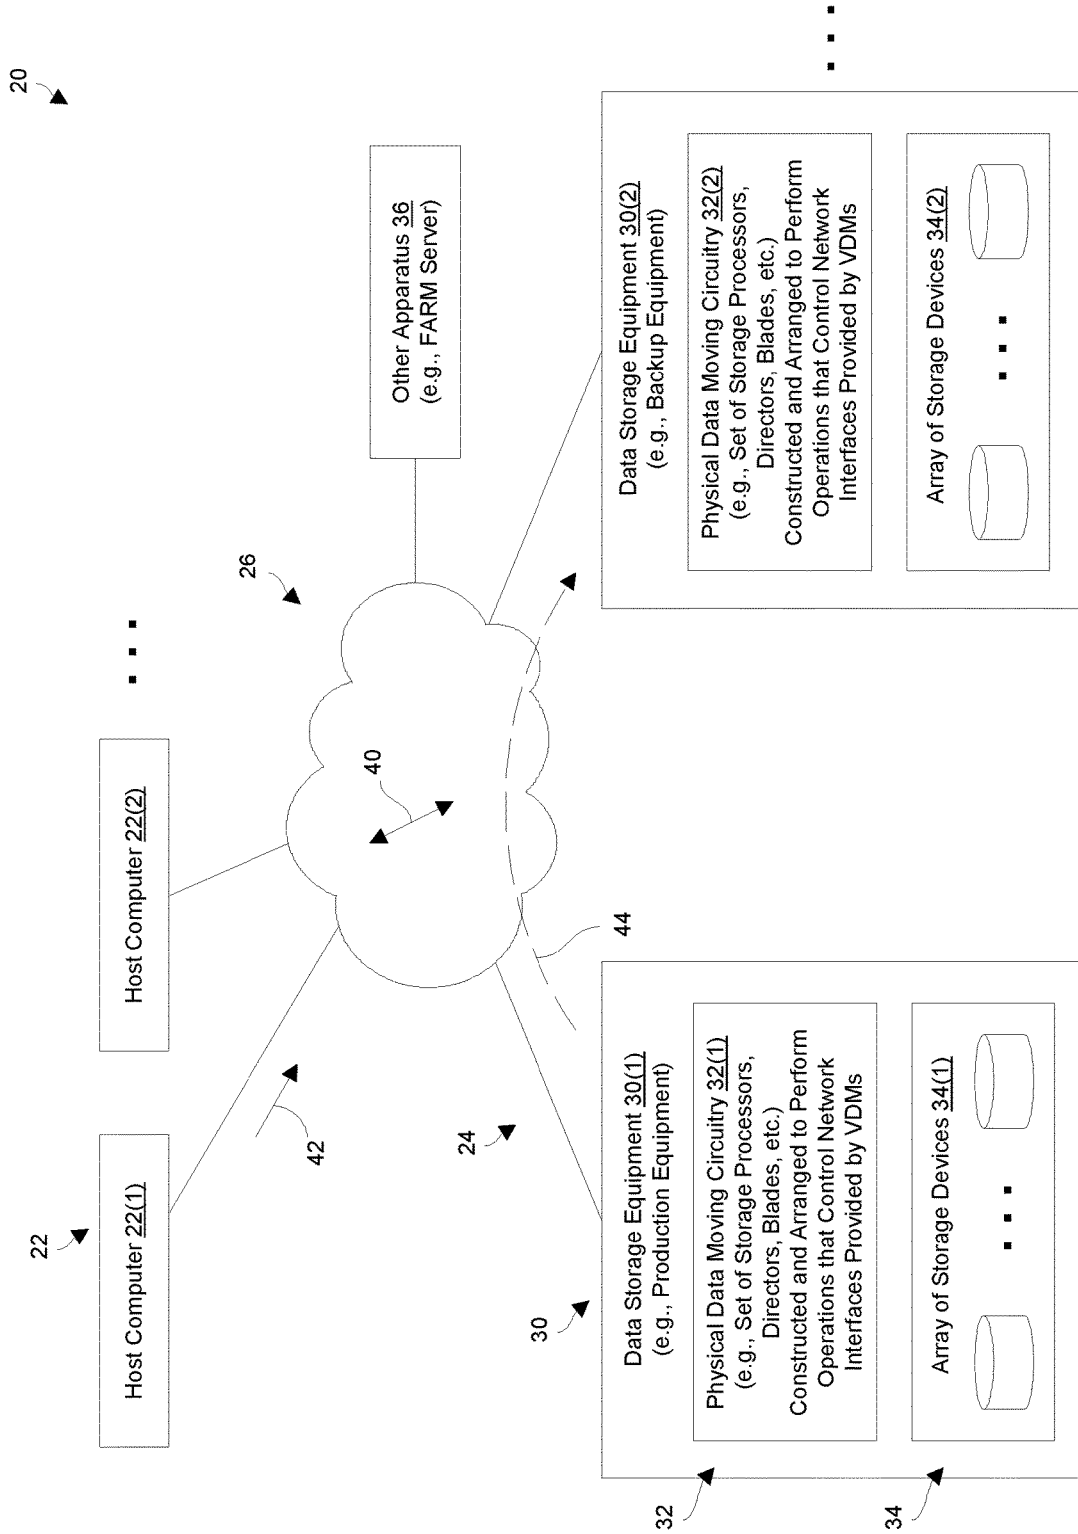 20
22
Host Computer 22(1)
Host Computer 22(2)
42
26
40
Other Apparatus 36
(e.g., FARM Server)
24
44
30
Data Storage Equipment 30(1)
(e.g., Production Equipment)
32
Physical Data Moving Circuitry 32(1)
(e.g., Set of Storage Processors,
Directors, Blades, etc.)
Constructed and Arranged to Perform
Operations that Control Network
Interfaces Provided by VDMs
34
Array of Storage Devices 34(1)
Data Storage Equipment 30(2)
(e.g., Backup Equipment)
Physical Data Moving Circuitry 32(2)
(e.g., Set of Storage Processors,
Directors, Blades, etc.)
Constructed and Arranged to Perform
Operations that Control Network
Interfaces Provided by VDMs
Array of Storage Devices 34(2)